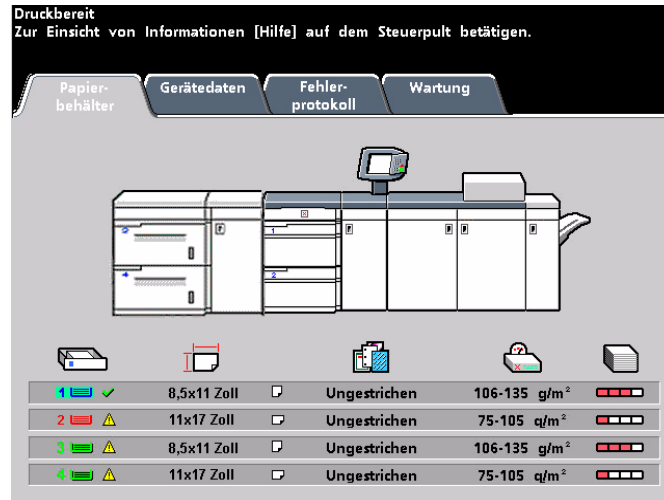 Druckbereit
Zur Einsicht von Informationen [Hilfe] auf dem Steuerpult betätigen.
Papier-
behälter
Gerätedaten
Fehler-
protokoll
Wartung
1
2
3
4
1 8,5x11 Zoll Ungestrichen 106-135 g/m²
2 11x17 Zoll Ungestrichen 75-105 g/m²
3 8,5x11 Zoll Ungestrichen 106-135 g/m²
4 11x17 Zoll Ungestrichen 75-105 g/m²